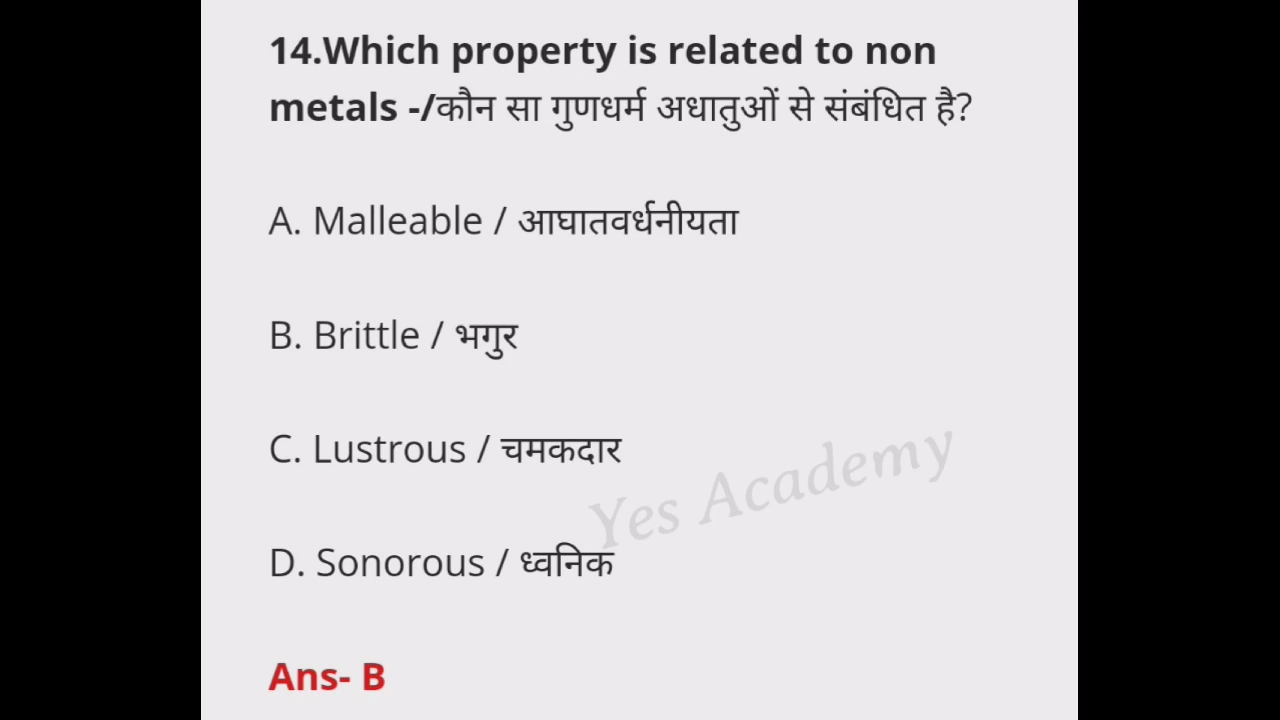 14.Which property is related to non
metals -/कौन सा गुणधर्म अधातुओं से संबंधित है?
A. Malleable / आघातवर्धनीयता
B. Brittle / भगुर
C. Lustrous / चमकदार
Yes Academy
D. Sonorous / ध्वनिक
Ans- B